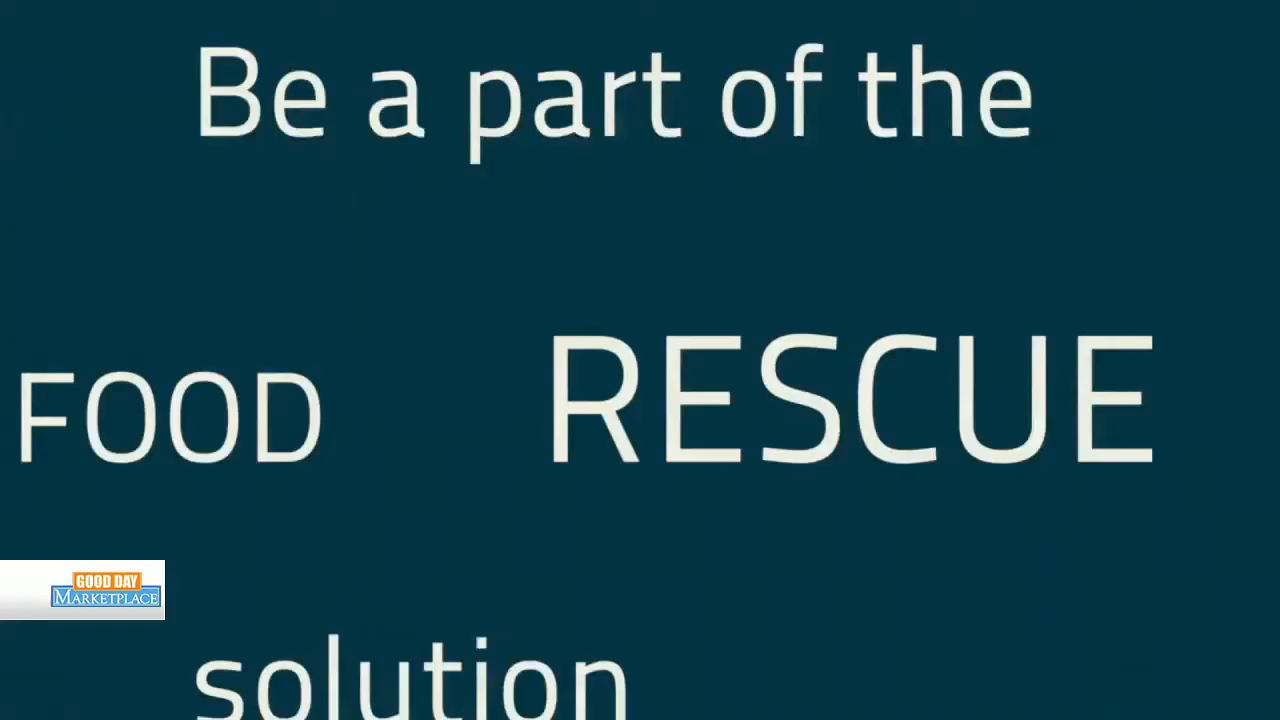 Be a part of the
FOOD RESCUE
GOOD DAY
MARKETPLACE
solution